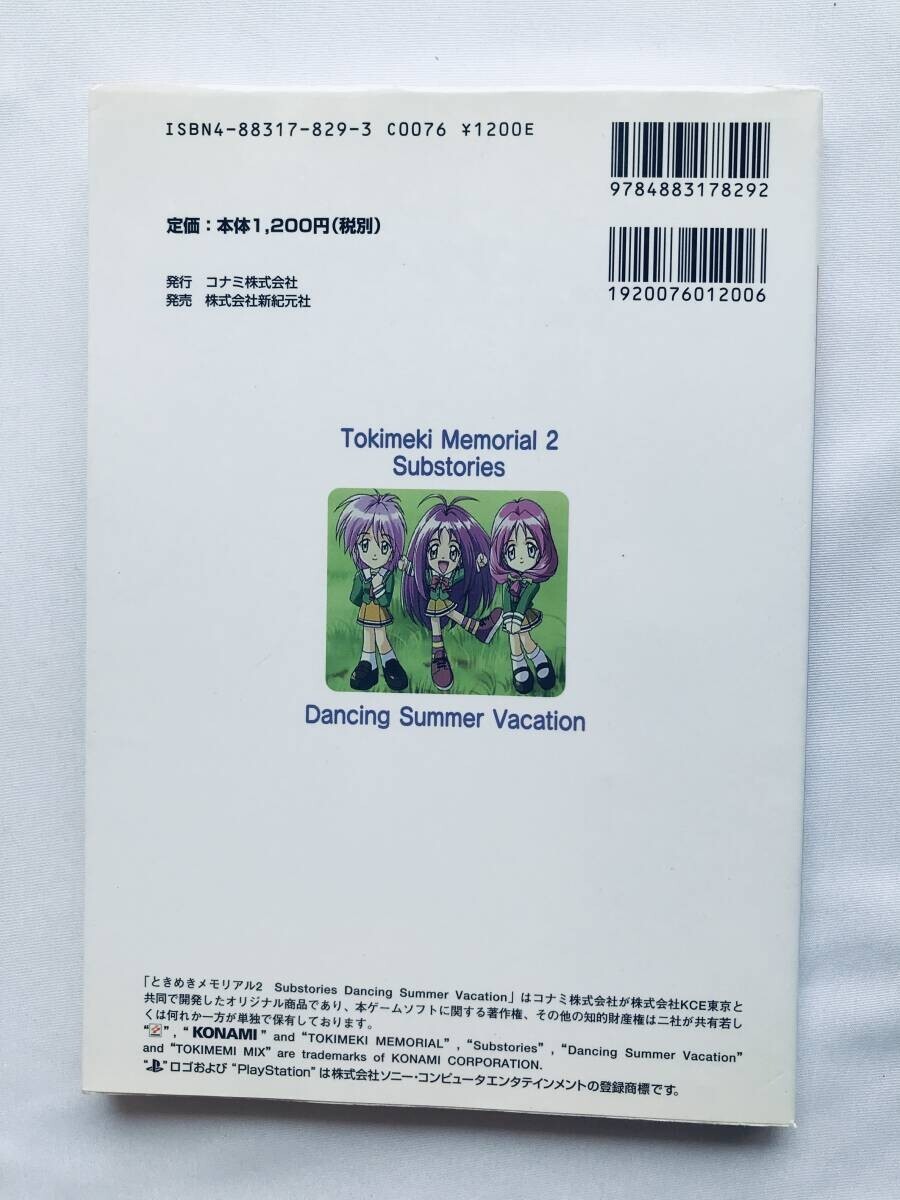 ISBN4-88317-829-3 C0076 ¥1200E
9784883178292
定価：本体1,200円（税別）
1920076012006
発行 コナミ株式会社
発売 株式会社新紀元社
Tokimeki Memorial 2
Substories
Dancing Summer Vacation
「ときめきメモリアル2 Substories Dancing Summer Vacation」はコナミ株式会社が株式会社KCE東京と
共同で開発したオリジナル商品であり、本ゲームソフトに関する著作権、その他の知的財産権は二社が共有若し
くは何れか一方が単独で保有しております。
“ ”, “KONAMI” and “TOKIMEKI MEMORIAL”, “Substories”, “Dancing Summer Vacation”
and “TOKIMEMI MIX” are trademarks of KONAMI CORPORATION.
“ ”ロゴおよび “PlayStation” は株式会社ソニー・コンピュータエンタテインメントの登録商標です。